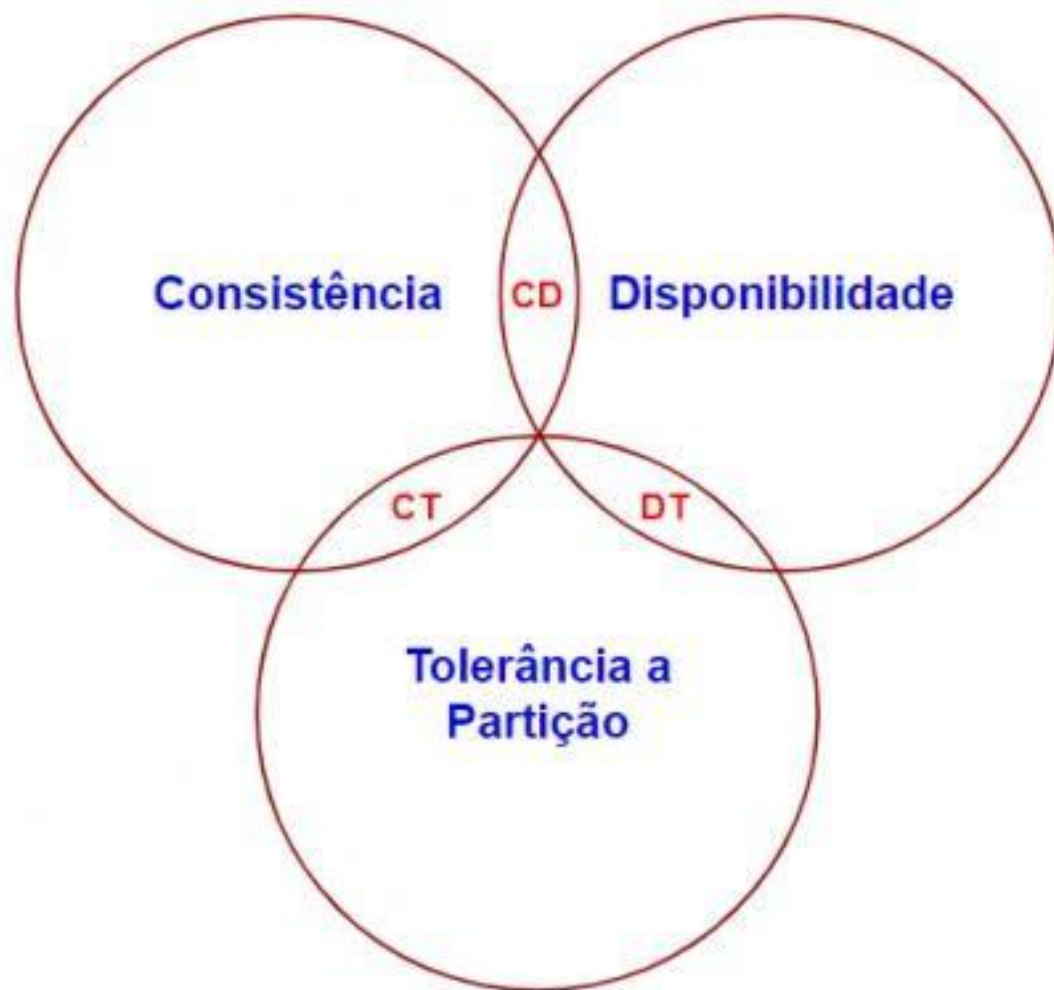 Consistência
CD
Disponibilidade
CT
DT
Tolerância a
Partição